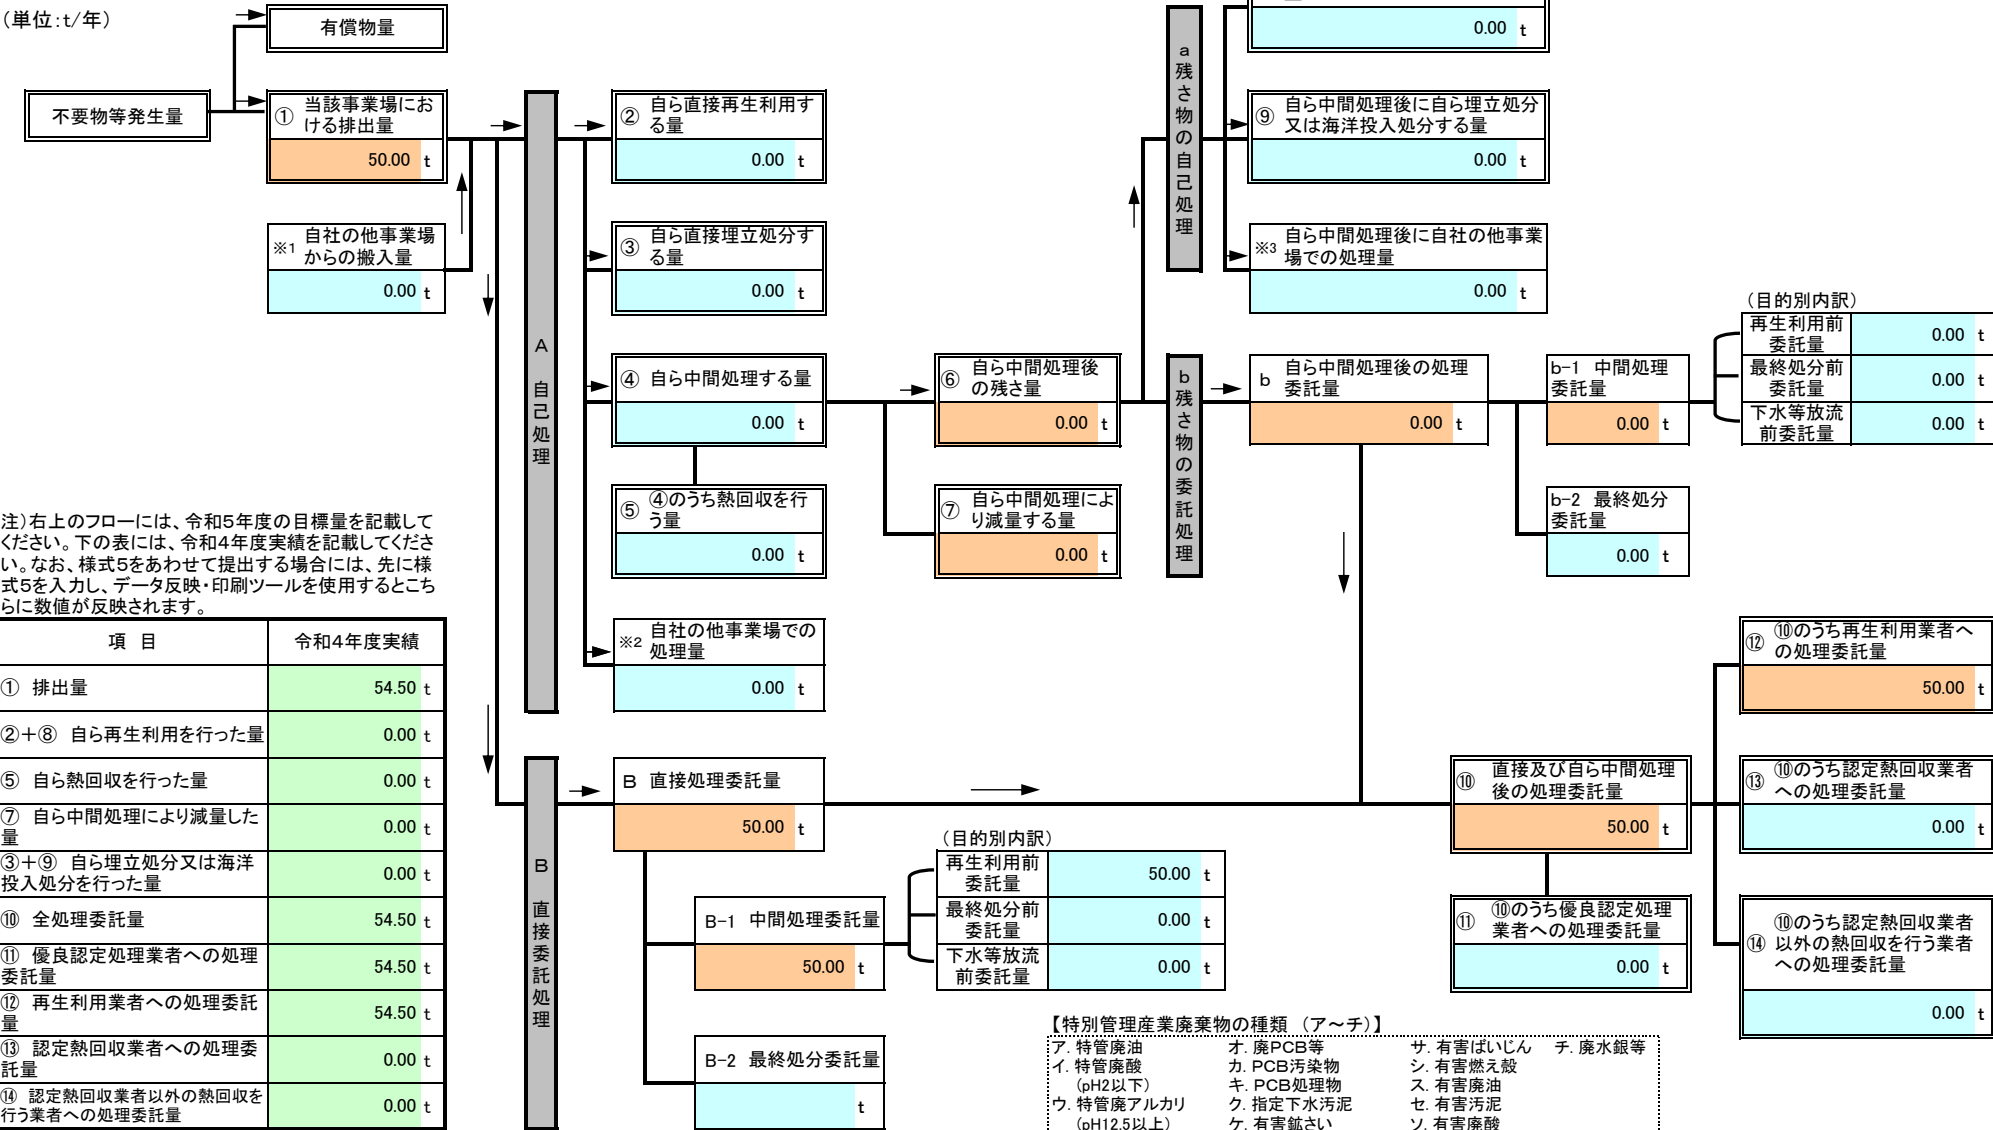 （単位:t/年）
有償物量
不要物等発生量
① 当該事業場にお
ける排出量
50.00 t
※1 自社の他事業場
からの搬入量
0.00 t
A 自己処理
② 自ら直接再生利用す
る量
0.00 t
③ 自ら直接埋立処分す
る量
0.00 t
④ 自ら中間処理する量
0.00 t
⑤ ④のうち熱回収を行
う量
0.00 t
※2 自社の他事業場での
処理量
0.00 t
⑥ 自ら中間処理後
の残さ量
0.00 t
⑦ 自ら中間処理によ
り減量する量
0.00 t
a 残さ物の自己処理
0.00 t
⑨ 自ら中間処理後に自ら埋立処分
又は海洋投入処分する量
0.00 t
※3 自ら中間処理後に自社の他事業
場での処理量
0.00 t
b 残さ物の委託処理
b 自ら中間処理後の処理
委託量
0.00 t
b-1 中間処理
委託量
0.00 t
b-2 最終処分
委託量
0.00 t
（目的別内訳）
再生利用前
委託量
0.00 t
最終処分前
委託量
0.00 t
下水等放流
前委託量
0.00 t
注）右上のフローには、令和5年度の目標量を記載して
ください。下の表には、令和4年度実績を記載してくださ
い。なお、様式5をあわせて提出する場合には、先に様
式5を入力し、データ反映・印刷ツールを使用するとこち
らに数値が反映されます。
項 目 令和4年度実績
① 排出量 54.50 t
②＋⑧ 自ら再生利用を行った量 0.00 t
⑤ 自ら熱回収を行った量 0.00 t
⑦ 自ら中間処理により減量した
量 0.00 t
③＋⑨ 自ら埋立処分又は海洋
投入処分を行った量 0.00 t
⑩ 全処理委託量 54.50 t
⑪ 優良認定処理業者への処理
委託量 54.50 t
⑫ 再生利用業者への処理委託
量 54.50 t
⑬ 認定熱回収業者への処理委
託量 0.00 t
⑭ 認定熱回収業者以外の熱回収を
行う業者への処理委託量 0.00 t
B 直接委託処理
B 直接処理委託量
50.00 t
B-1 中間処理委託量
50.00 t
B-2 最終処分委託量
t
（目的別内訳）
再生利用前
委託量
50.00 t
最終処分前
委託量
0.00 t
下水等放流
前委託量
0.00 t
⑩ 直接及び自ら中間処理
後の処理委託量
50.00 t
⑪ ⑩のうち優良認定処理
業者への処理委託量
0.00 t
⑫ ⑩のうち再生利用業者へ
の処理委託量
50.00 t
⑬ ⑩のうち認定熱回収業者
への処理委託量
0.00 t
⑭ ⑩のうち認定熱回収業者
以外の熱回収を行う業者
への処理委託量
0.00 t
【特別管理産業廃棄物の種類 （ア～チ）】
ア. 特管廃油 オ. 廃PCB等 サ. 有害ばいじん チ. 廃水銀等
イ. 特管廃酸 カ. PCB汚染物 シ. 有害燃え殻
（pH2以下） キ. PCB処理物 ス. 有害廃油
ウ. 特管廃アルカリ ク. 指定下水汚泥 セ. 有害汚泥
（pH12.5以上） ケ. 有害鉱さい ソ. 有害廃酸